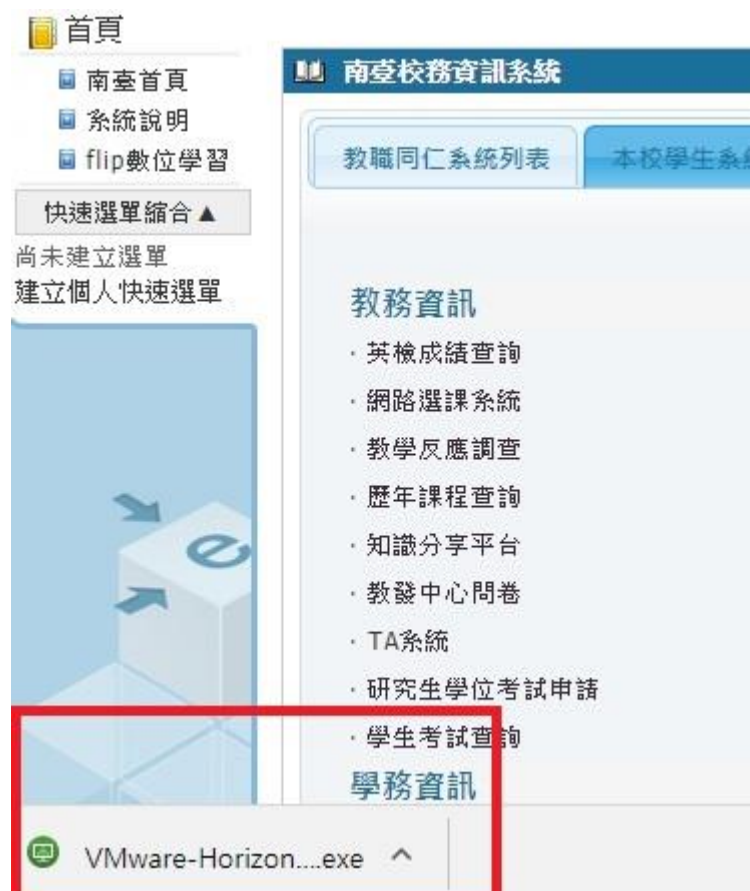 首頁
南臺首頁
系統說明
flip數位學習
快速選單縮合▲
尚未建立選單
建立個人快速選單
南臺校務資訊系統
教職同仁系統列表
本校學生系統
教務資訊
·英檢成績查詢
·網路選課系統
·教學反應調查
·歷年課程查詢
·知識分享平台
·教發中心問卷
·TA系統
·研究生學位考試申請
·學生考試查詢
學務資訊
e
VMware-Horizon....exe